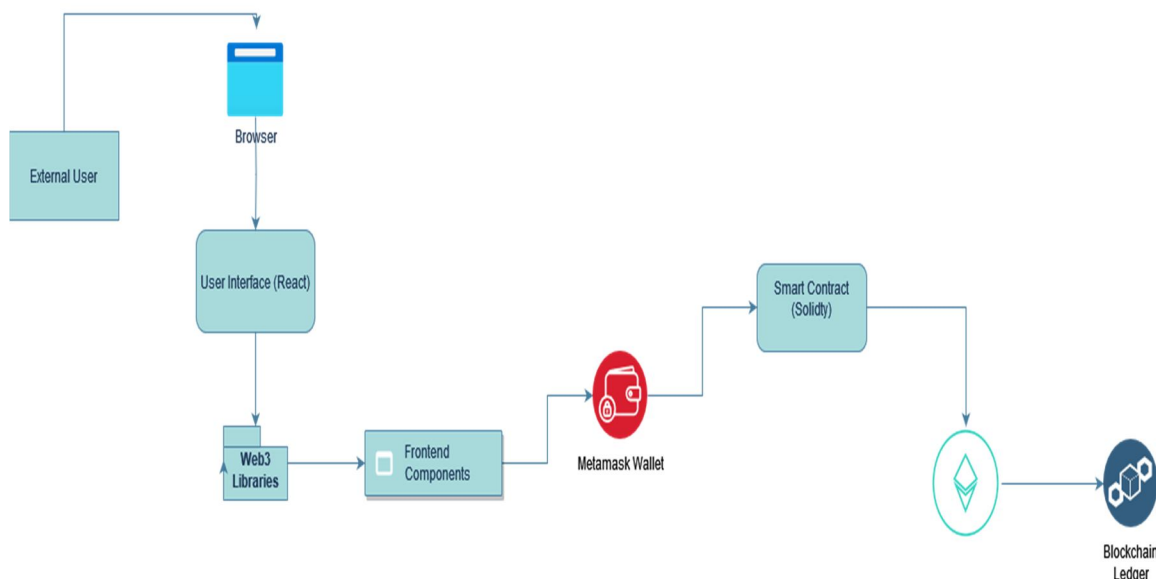 Browser
External User
User Interface (React)
Smart Contract
(Solidty)
Web3
Libraries
Frontend
Components
Metamask Wallet
Blockchain
Ledger